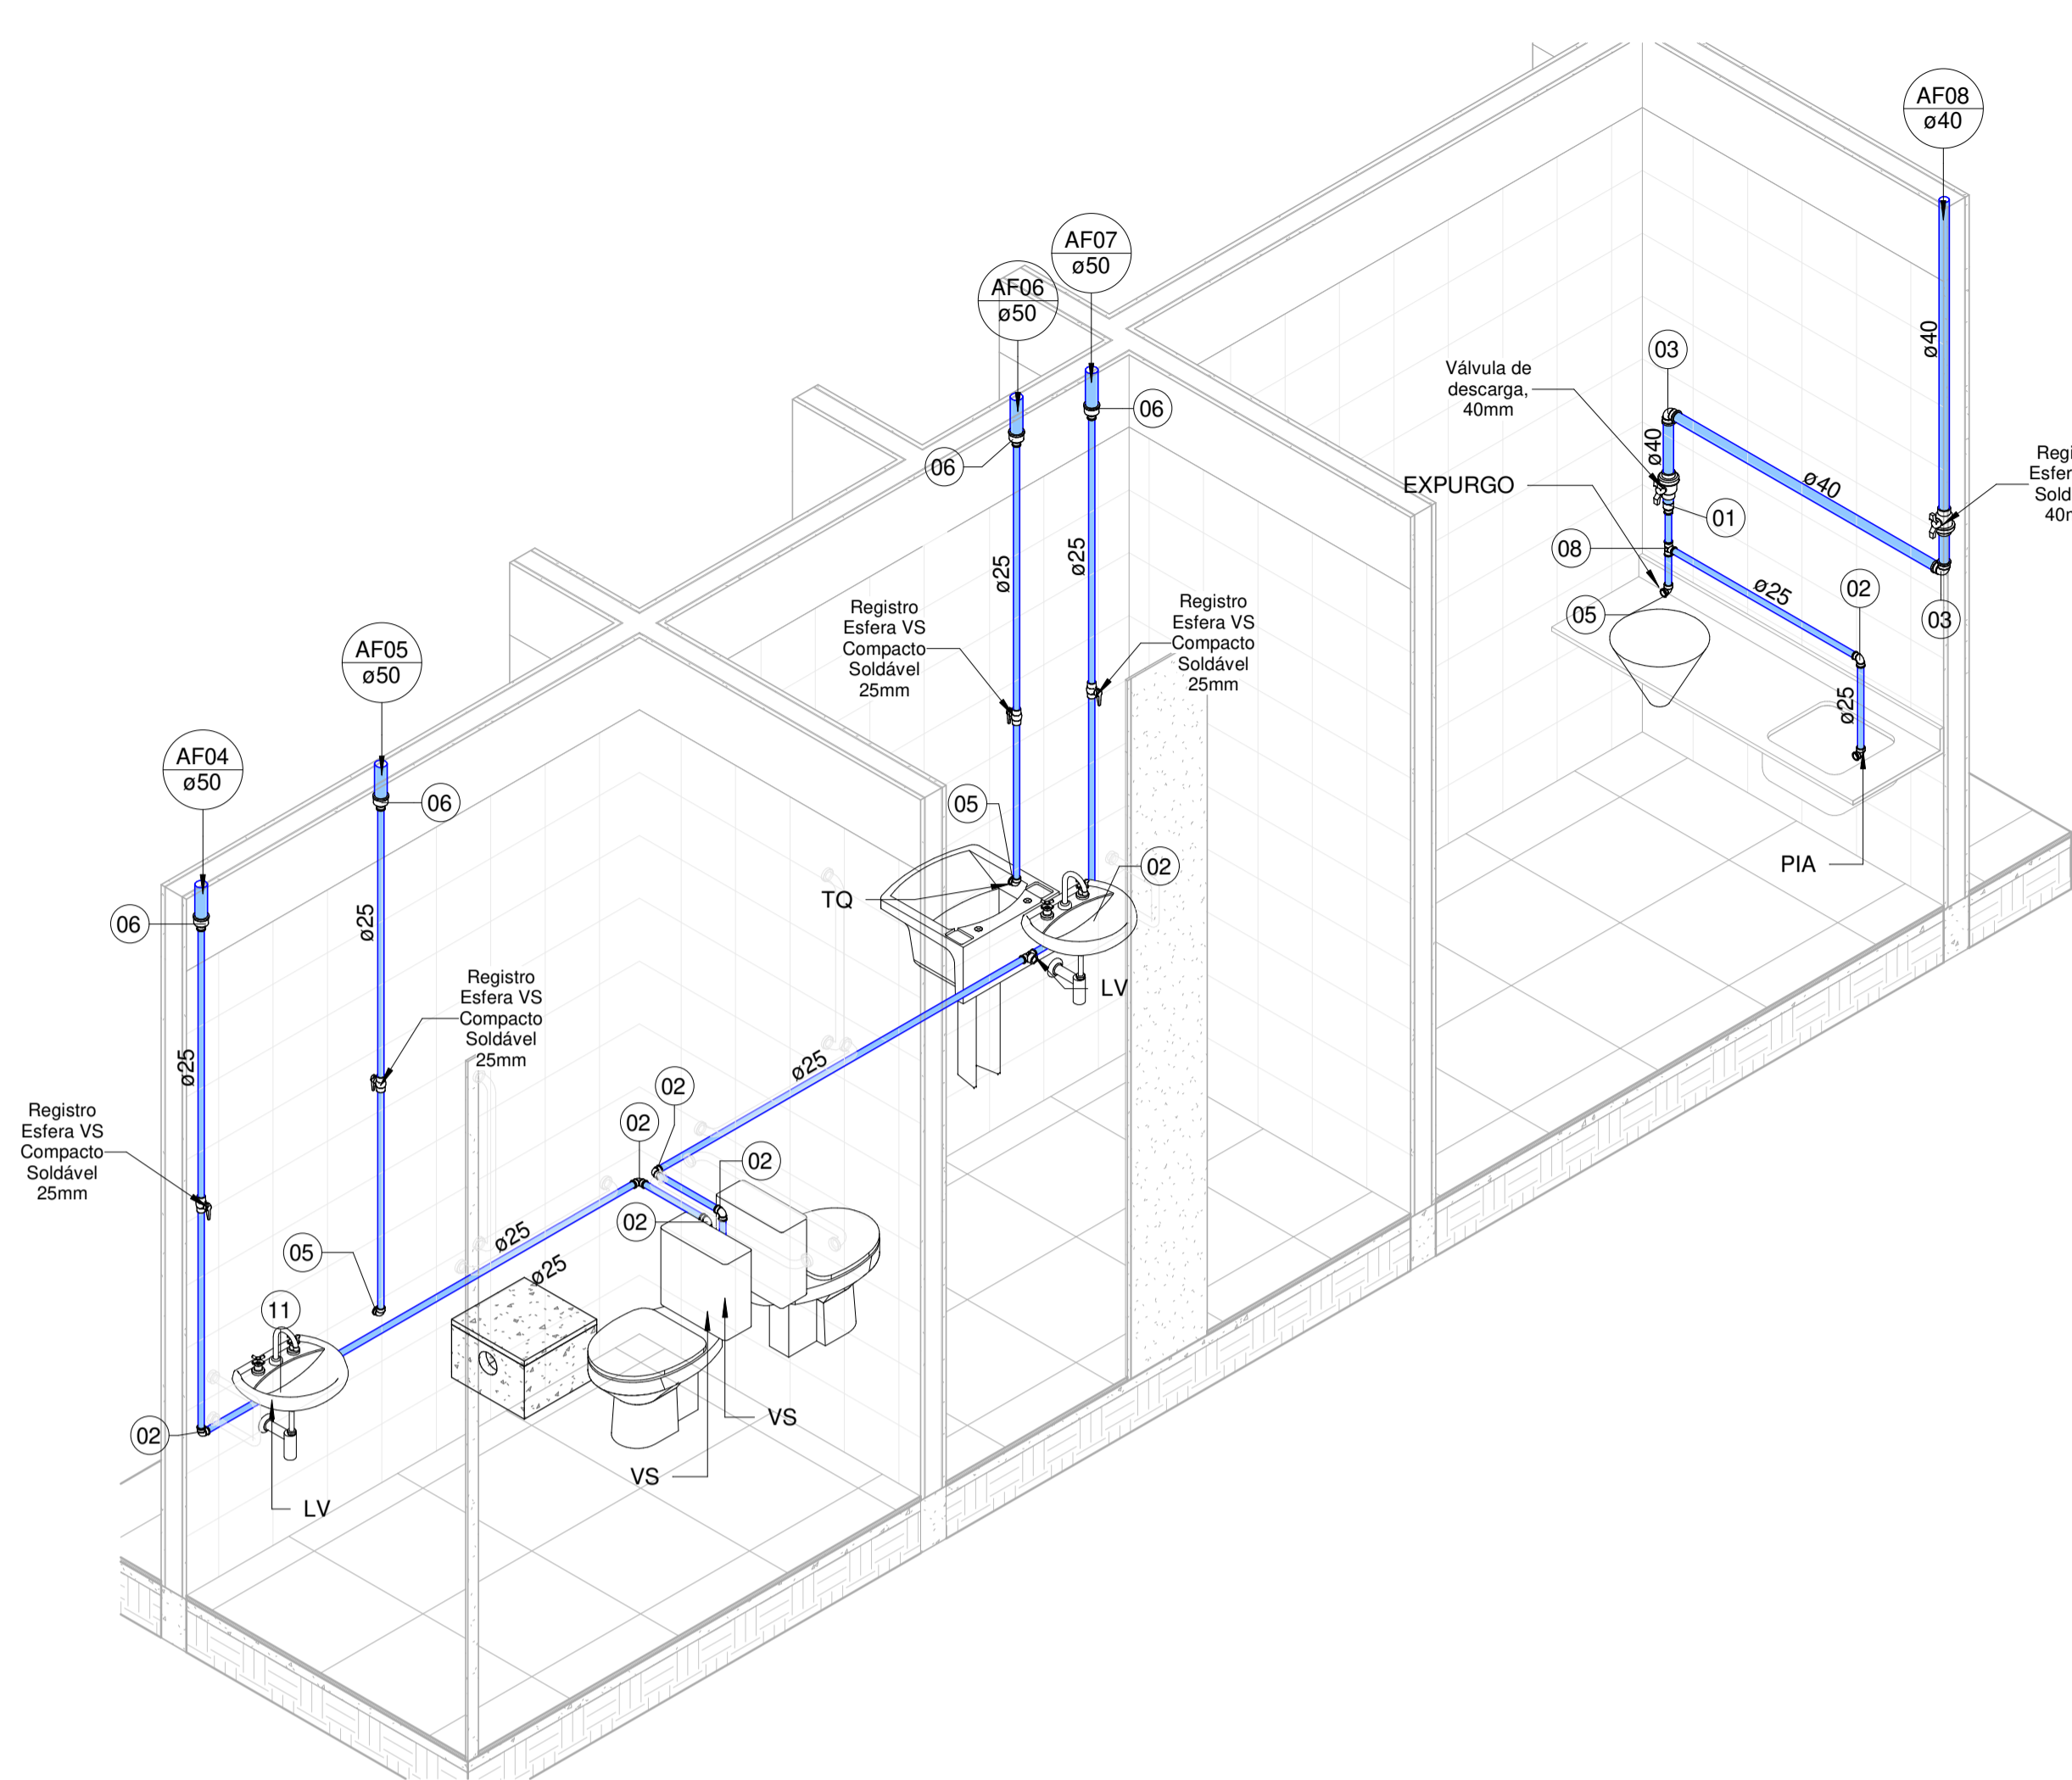 AF08
ø40
AF07
ø50
AF06
ø50
03
ø40
Válvula de
descarga,
40mm
06
06
ø40
ø40
Regi
Esfer
Sold
40m
EXPURGO
01
08
ø25
ø25
ø25
02
05
03
Registro
Esfera VS
Compacto
Soldável
25mm
Registro
Esfera VS
Compacto
Soldável
25mm
AF05
ø50
ø25
AF04
ø50
06
05
02
PIA
TQ
06
ø25
LV
Registro
Esfera VS
Compacto
Soldável
25mm
ø25
ø25
02
02
02
02
Registro
Esfera VS
Compacto
Soldável
25mm
ø25
ø25
05
11
02
VS
VS
LV